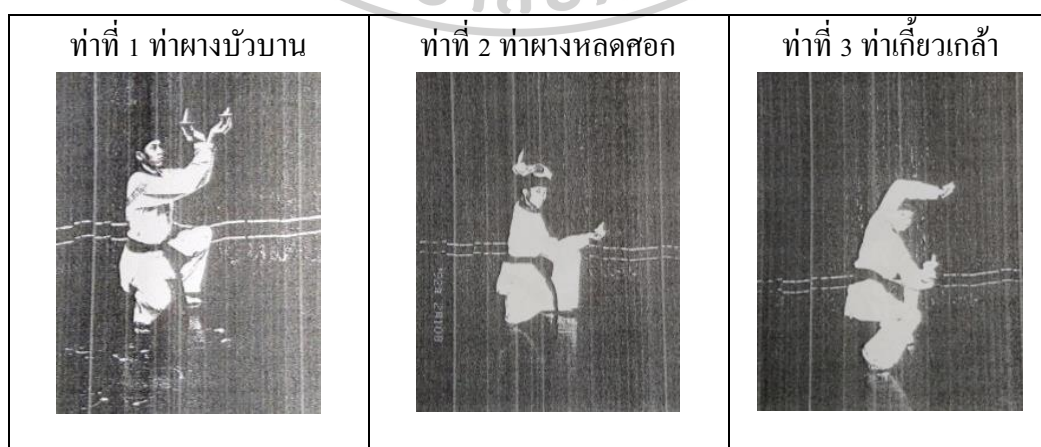 ท่าที่ 1 ท่าผางบัวบาน
ท่าที่ 2 ท่าผางหลดศอก
ท่าที่ 3 ท่าเกี้ยวเกล้า